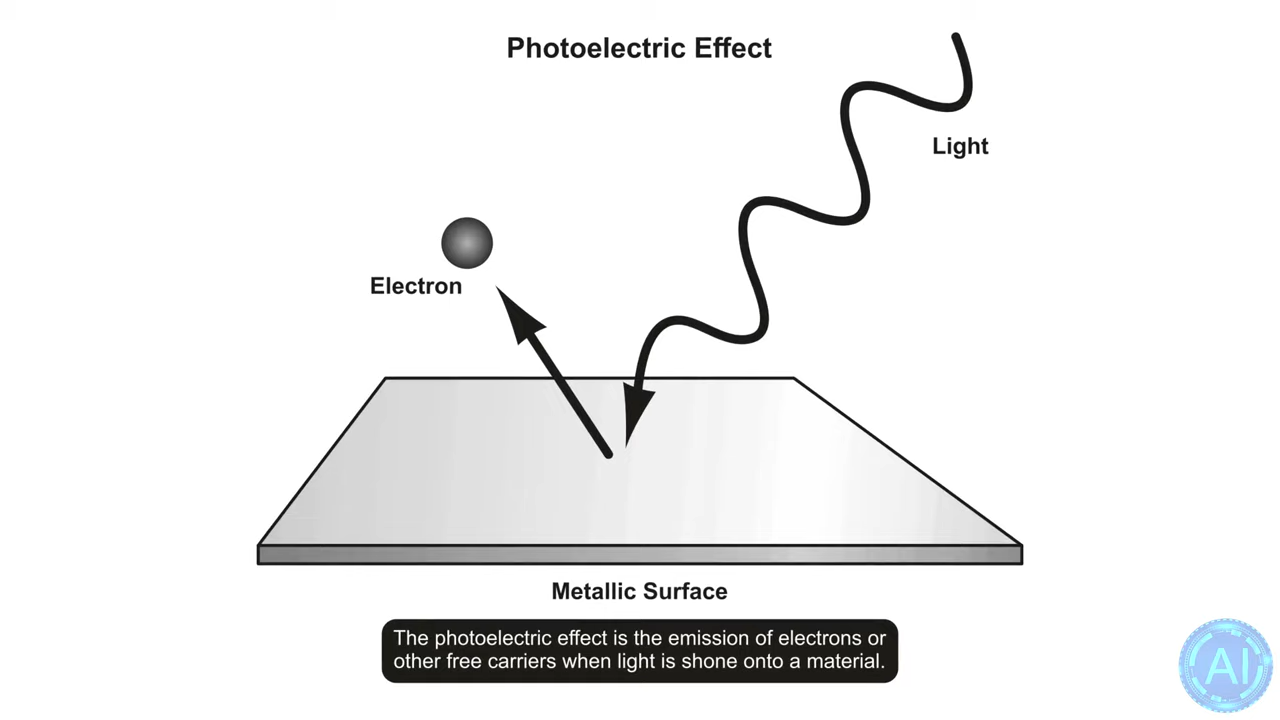 Photoelectric Effect
Light
Electron
Metallic Surface
The photoelectric effect is the emission of electrons or
other free carriers when light is shone onto a material.
AI